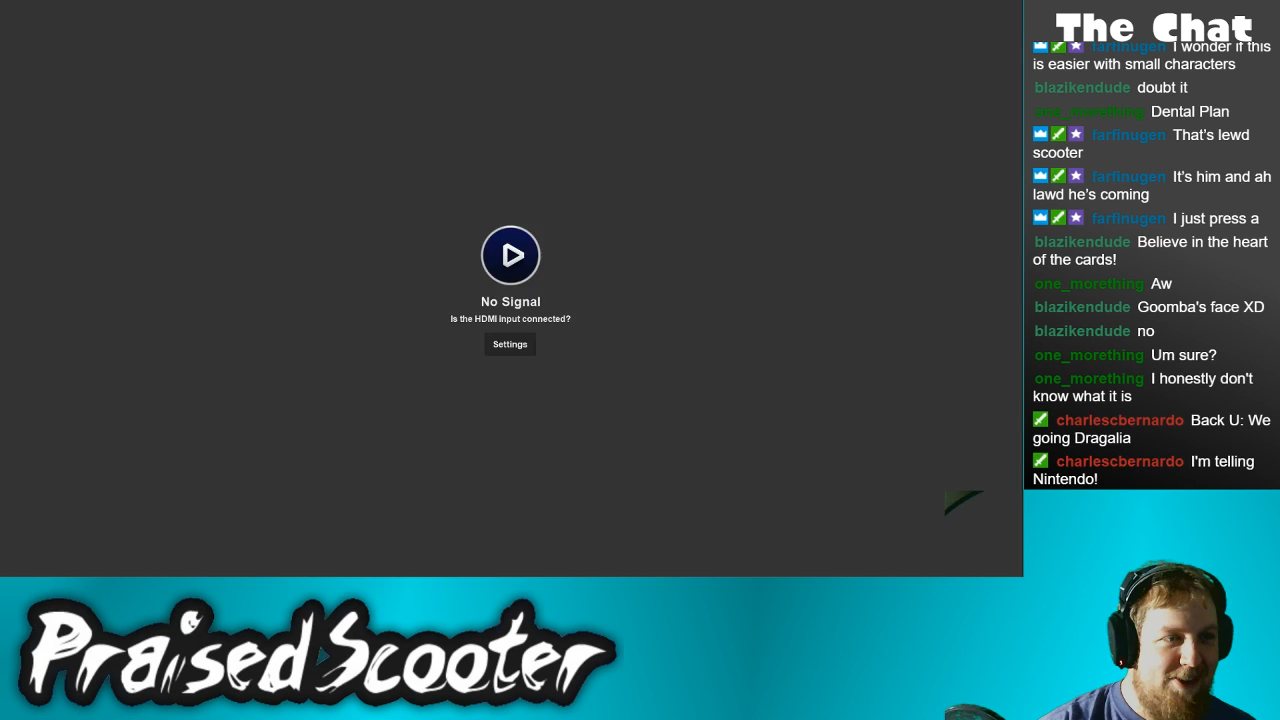 The Chat
farfinugen I wonder if this
is easier with small characters
blazikendude doubt it
one_morething Dental Plan
farfinugen That's lewd
scooter
farfinugen It's him and ah
lawd he's coming
farfinugen I just press a
blazikendude Believe in the heart
of the cards!
one_morething Aw
blazikendude Goomba's face XD
blazikendude no
one_morething Um sure?
one_morething I honestly don't
know what it is
charlescbernardo Back U: We
going Dragalia
charlescbernardo I'm telling
Nintendo!
No Signal
Is the HDMI input connected?
Settings
PraisedScooter